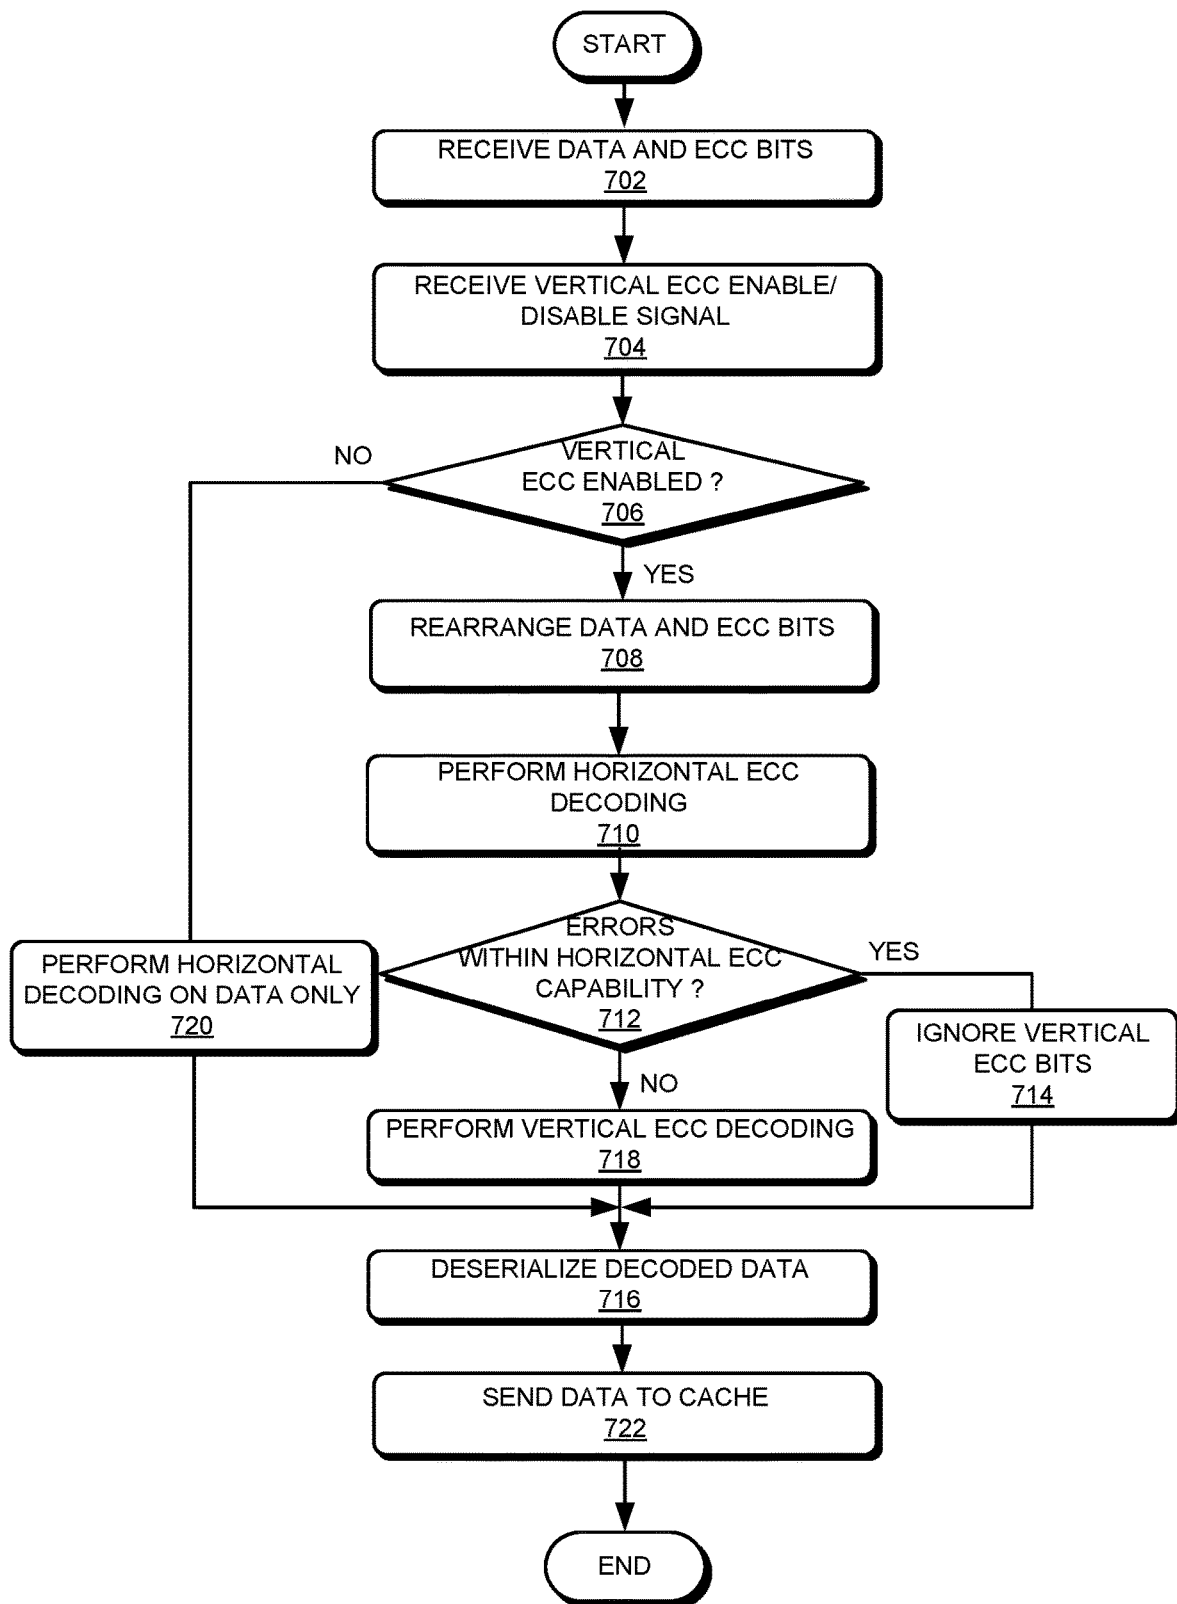 START
RECEIVE DATA AND ECC BITS
702
RECEIVE VERTICAL ECC ENABLE/
DISABLE SIGNAL
704
VERTICAL
ECC ENABLED ?
706
NO
YES
REARRANGE DATA AND ECC BITS
708
PERFORM HORIZONTAL ECC
DECODING
710
ERRORS
WITHIN HORIZONTAL ECC
CAPABILITY ?
712
YES
NO
PERFORM HORIZONTAL
DECODING ON DATA ONLY
720
IGNORE VERTICAL
ECC BITS
714
PERFORM VERTICAL ECC DECODING
718
DESERIALIZE DECODED DATA
716
SEND DATA TO CACHE
722
END